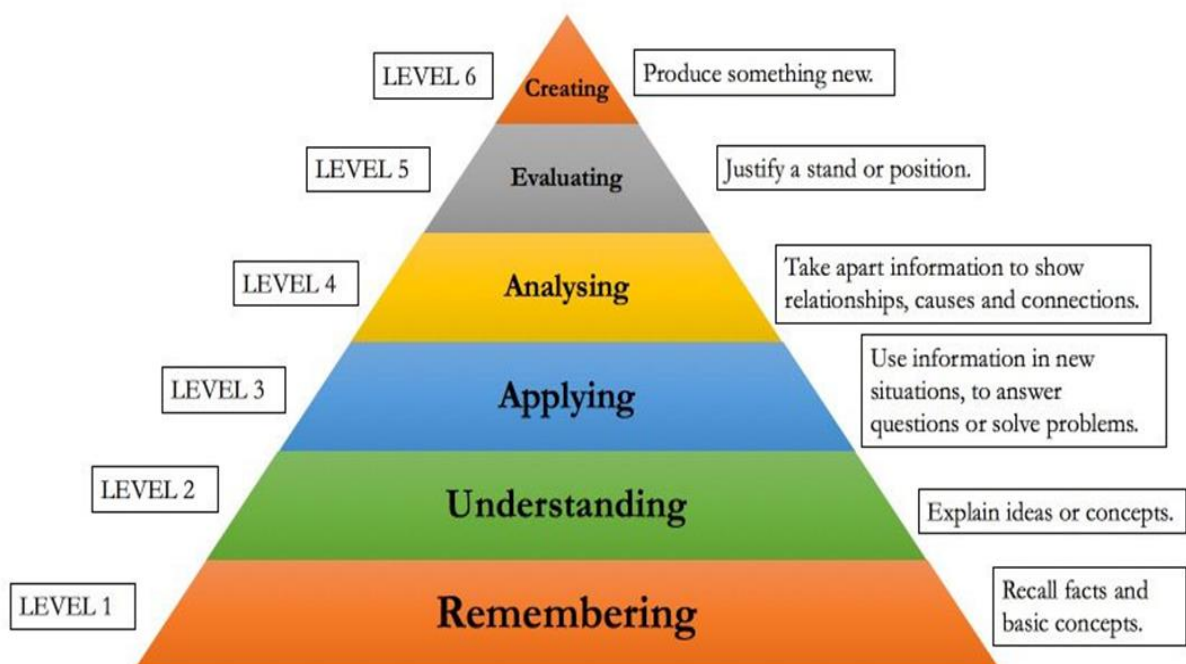 LEVEL 6
Creating
Produce something new.
LEVEL 5
Evaluating
Justify a stand or position.
LEVEL 4
Analysing
Take apart information to show
relationships, causes and connections.
LEVEL 3
Applying
Use information in new
situations, to answer
questions or solve problems.
LEVEL 2
Understanding
Explain ideas or concepts.
LEVEL 1
Remembering
Recall facts and
basic concepts.